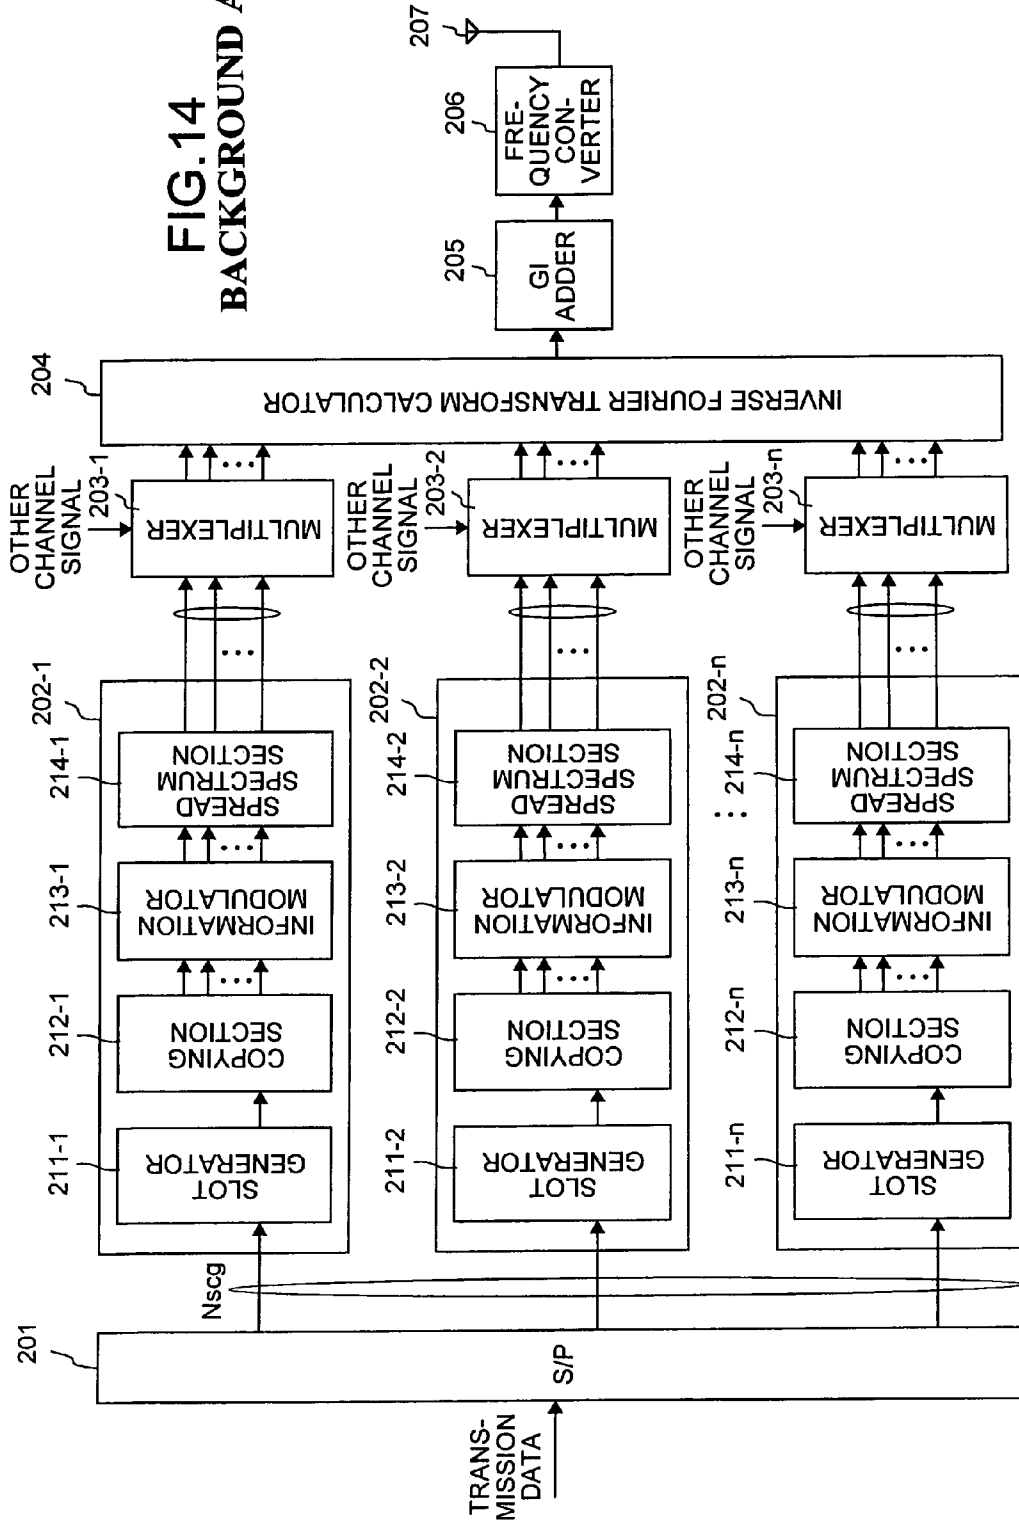 FIG.14
BACKGROUND A
TRANS-
MISSION
DATA
201
S/P
Nscg
202-1
211-1
SLOT
GENERATOR
212-1
COPYING
SECTION
213-1
INFORMATION
MODULATOR
214-1
SPREAD
SPECTRUM
SECTION
OTHER
CHANNEL
SIGNAL
203-1
MULTIPLEXER
202-2
211-2
SLOT
GENERATOR
212-2
COPYING
SECTION
213-2
INFORMATION
MODULATOR
214-2
SPREAD
SPECTRUM
SECTION
OTHER
CHANNEL
SIGNAL
203-2
MULTIPLEXER
202-n
211-n
SLOT
GENERATOR
212-n
COPYING
SECTION
213-n
INFORMATION
MODULATOR
214-n
SPREAD
SPECTRUM
SECTION
OTHER
CHANNEL
SIGNAL
203-n
MULTIPLEXER
204
INVERSE FOURIER TRANSFORM CALCULATOR
205
GI
ADDER
206
FRE-
QUENCY
CON-
VERTER
207